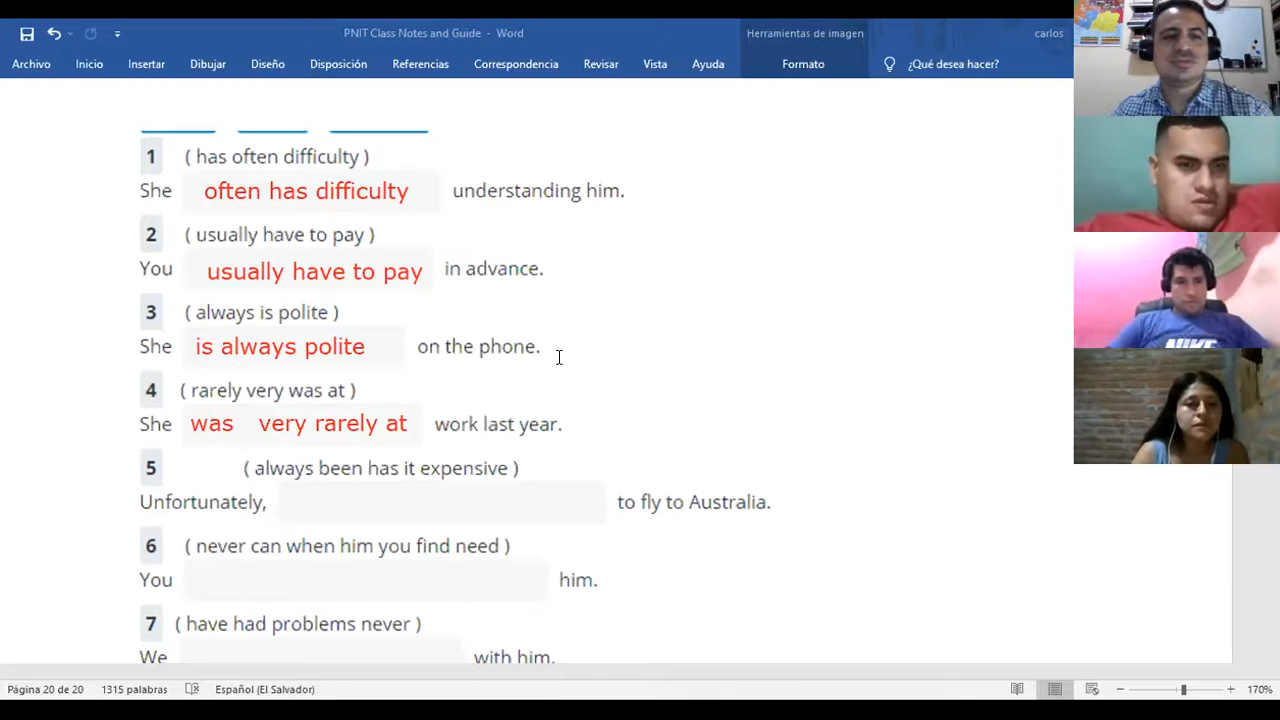 PNIT Class Notes and Guide - Word
Herramientas de imagen
carlos
Archivo Inicio Insertar Dibujar Diseño Disposición Referencias Correspondencia Revisar Vista Ayuda Formato ¿Qué desea hacer?
1 ( has often difficulty )
She often has difficulty understanding him.
2 ( usually have to pay )
You usually have to pay in advance.
3 ( always is polite )
She is always polite on the phone.
4 ( rarely very was at )
She was very rarely at work last year.
5 ( always been has it expensive )
Unfortunately, to fly to Australia.
6 ( never can when him you find need )
You him.
7 ( have had problems never )
We with him.
NIKE
Página 20 de 20 1315 palabras Español (El Salvador) 170%